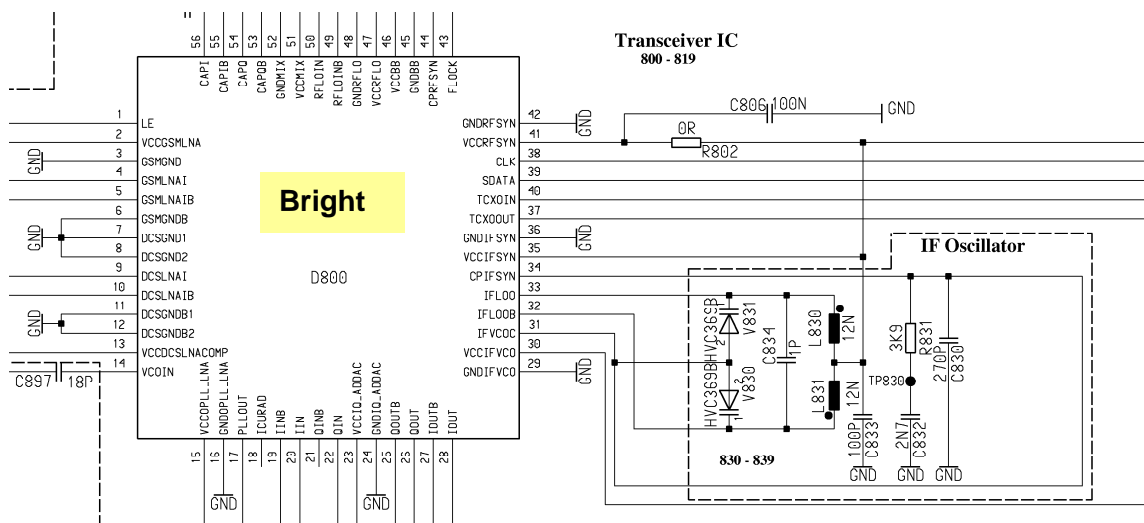 56 55 54 53 52 51 50 49 48 47 46 45 44 43
CAPI CAPIB CAPQ CAPQB GNDMIX VCCMIX RFLOIN RFLOINB GNDRFLO VCCRFLO VCCBB GNDBB CPRFSYN FLOCK
Transceiver IC
800 - 819
C806 100N GND
1 LE
2 VCCGSMLNA
GND 3 GSMGND
4 GSMLNAI
5 GSMLNAIB
6 GSMGNDB
GND 7 DCSGND1
8 DCSGND2
9 DCSLNAI
10 DCSLNAIB
11 DCSGNDB1
GND 12 DCSGNDB2
13 VCCDCSLNACOMP
C897 18P 14 VCOIN
Bright
D800
GNDRFSYN 42 GND
VCCRFSYN 41 0R R802
CLK 38
SDATA 39
TCXOIN 40
TCXOOUT 37
GNDIFSYN 36 GND
VCCIFSYN 35
CPIFSYN 34
IFLOO 33
IFLOOB 32
IFVCOC 31
VCCIFVCO 30
GNDIFVCO 29 GND
IF Oscillator
HVC369B 1 2 V831
HVC369B 2 1 V830
C834 1P
L830 12N
L831 12N
3K9 R831
270P C830
TP830
100P C833
2N7 C832
GND GND GND
830 - 839
VCCOPLL_LNA GNDOPLL_LNA PLLOUT ICURAD IINB IIN QINB QIN VCCIQ_ADDAC GNDIQ_ADDAC QOUTB QOUT IOUTB IOUT
15 16 17 18 19 20 21 22 23 24 25 26 27 28
GND GND